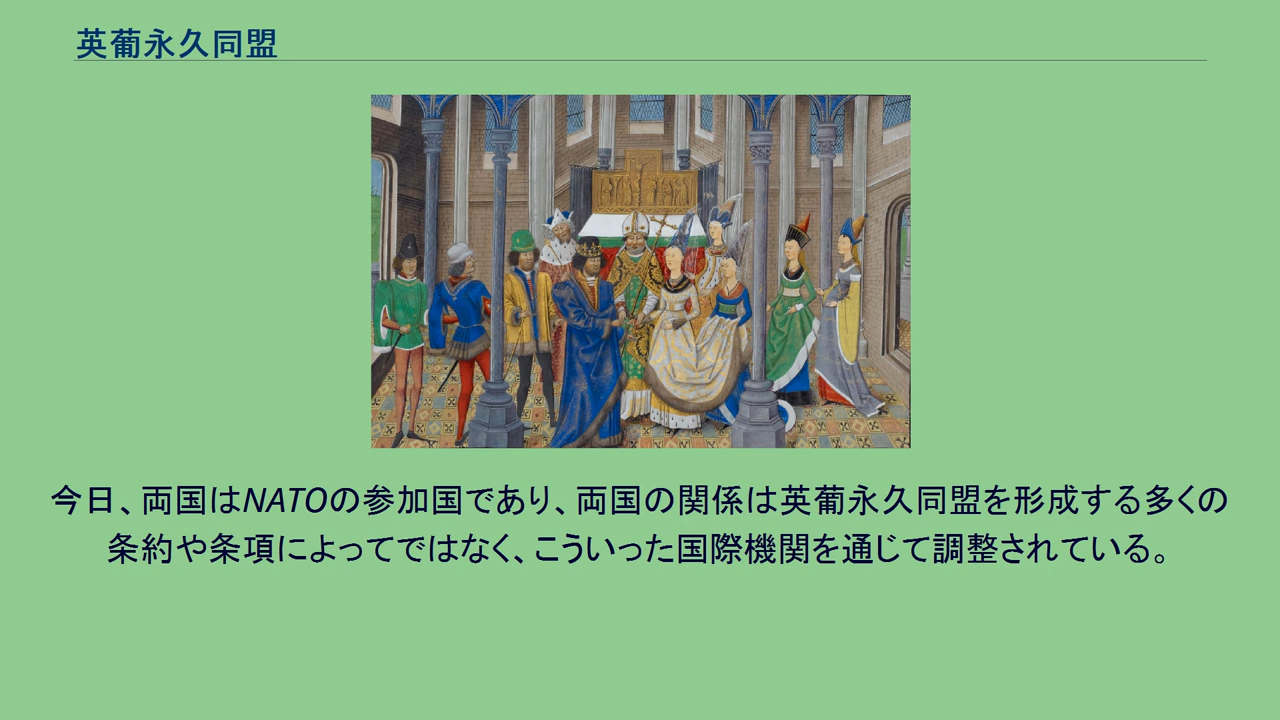 英葡永久同盟
今日、両国はNATOの参加国であり、両国の関係は英葡永久同盟を形成する多くの
条約や条項によってではなく、こういった国際機関を通じて調整されている。